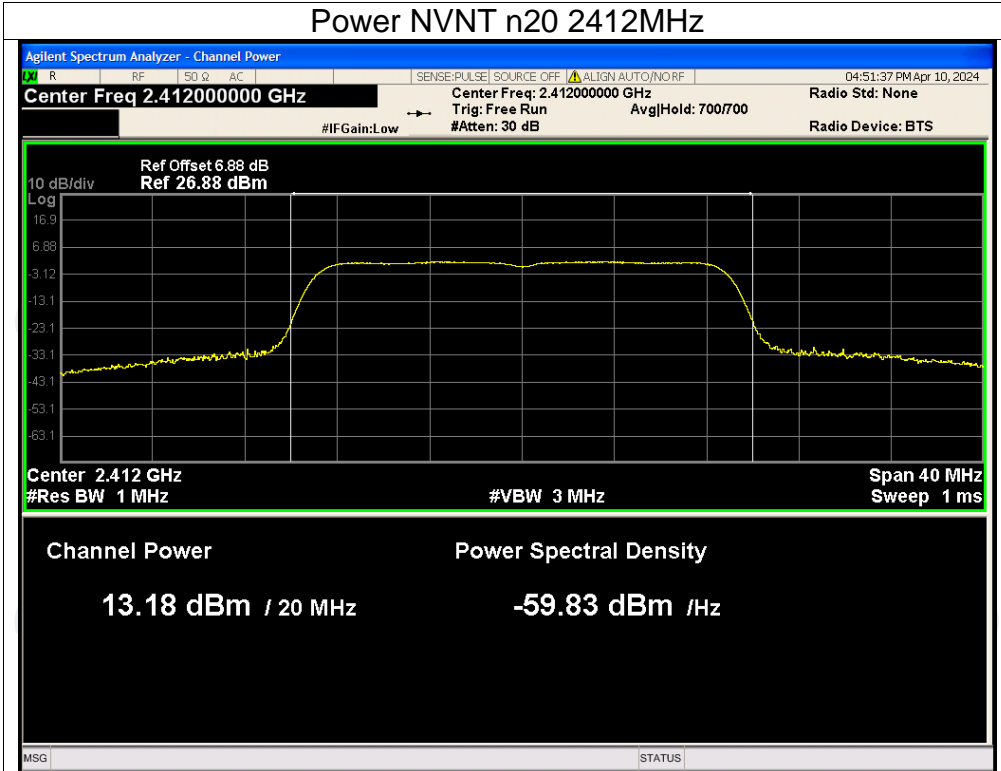 Power NVNT n20 2412MHz
Agilent Spectrum Analyzer - Channel Power
LXI R RF 50 Ω AC SENSE:PULSE SOURCE OFF ALIGN AUTO/NO RF 04:51:37 PM Apr 10, 2024
Center Freq 2.412000000 GHz Center Freq: 2.412000000 GHz Radio Std: None
Trig: Free Run Avg|Hold: 700/700
#IFGain:Low #Atten: 30 dB Radio Device: BTS
Ref Offset 6.88 dB
10 dB/div Ref 26.88 dBm
Log
16.9
6.88
-3.12
-13.1
-23.1
-33.1
-43.1
-53.1
-63.1
Center 2.412 GHz Span 40 MHz
#Res BW 1 MHz #VBW 3 MHz Sweep 1 ms
Channel Power Power Spectral Density
13.18 dBm / 20 MHz -59.83 dBm /Hz
MSG STATUS